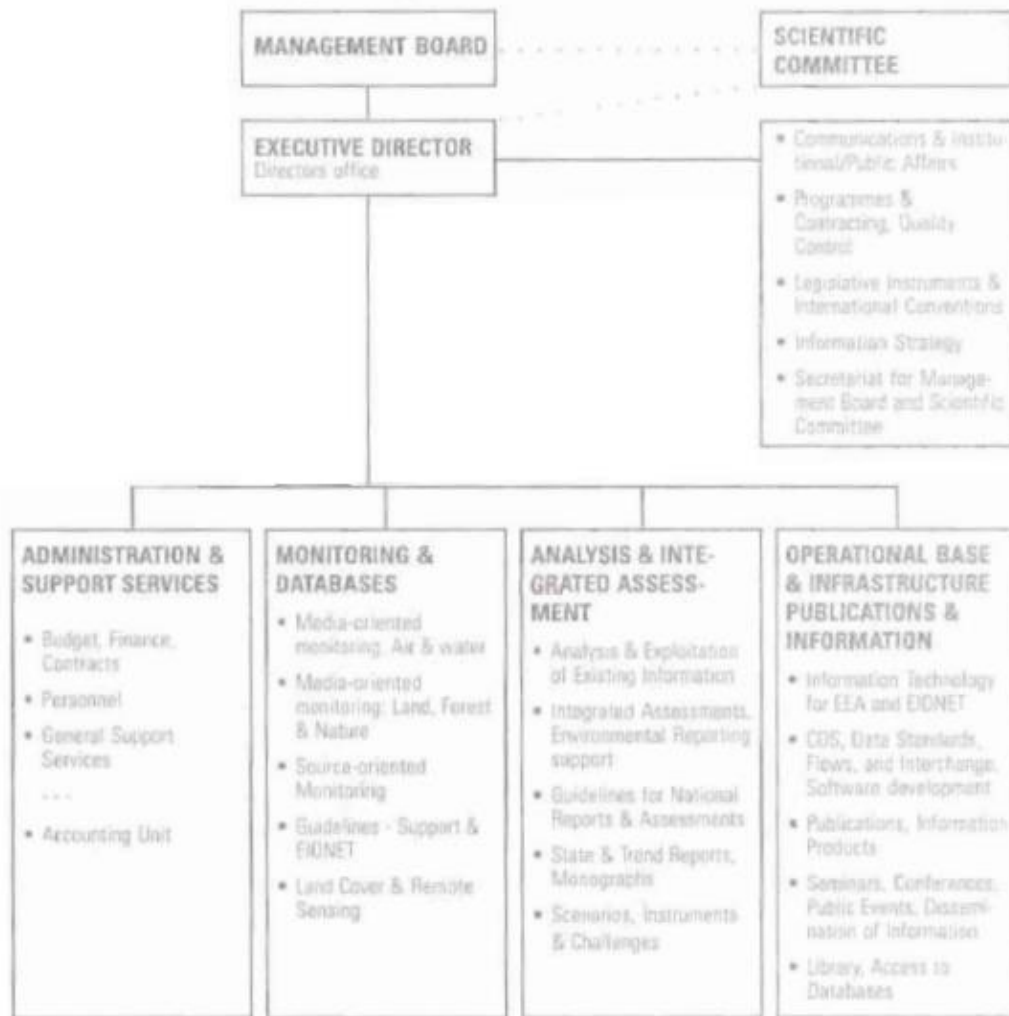 MANAGEMENT BOARD
SCIENTIFIC
COMMITTEE
EXECUTIVE DIRECTOR
Directors office
• Communications & Institu-
tional/Public Affairs
• Programmes &
Contracting, Quality
Control
• Legislative Instruments &
International Conventions
• Information Strategy
• Secretariat for Manage-
ment Board and Scientific
Committee
ADMINISTRATION &
SUPPORT SERVICES
• Budget, Finance,
Contracts
• Personnel
• General Support
Services
- - -
• Accounting Unit
MONITORING &
DATABASES
• Media-oriented
monitoring: Air & water
• Media-oriented
monitoring: Land, Forest
& Nature
• Source-oriented
Monitoring
• Guidelines - Support &
EIONET
• Land Cover & Remote
Sensing
ANALYSIS & INTE-
GRATED ASSESS-
MENT
• Analysis & Exploitation
of Existing Information
• Integrated Assessments,
Environmental Reporting
support
• Guidelines for National
Reports & Assessments
• State & Trend Reports,
Monographs
• Scenarios, Instruments
& Challenges
OPERATIONAL BASE
& INFRASTRUCTURE
PUBLICATIONS &
INFORMATION
• Information Technology
for EEA and EIONET
• CDS, Data Standards,
Flows, and Interchange,
Software development
• Publications, Information
Products
• Seminars, Conferences,
Public Events, Dissemi-
nation of Information
• Library, Access to
Databases